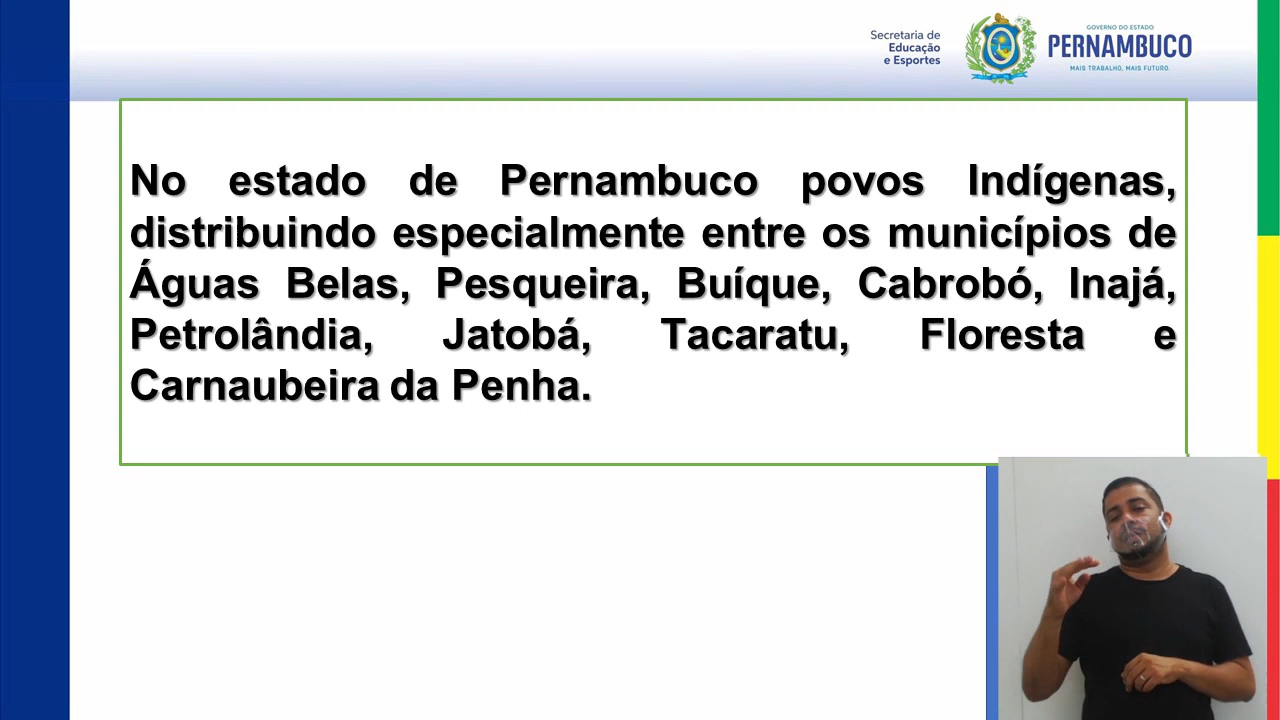 Secretaria de
Educação
e Esportes
GOVERNO DO ESTADO
PERNAMBUCO
MAIS TRABALHO, MAIS FUTURO.
No estado de Pernambuco povos Indígenas,
distribuindo especialmente entre os municípios de
Águas Belas, Pesqueira, Buíque, Cabrobó, Inajá,
Petrolândia, Jatobá, Tacaratu, Floresta e
Carnaubeira da Penha.